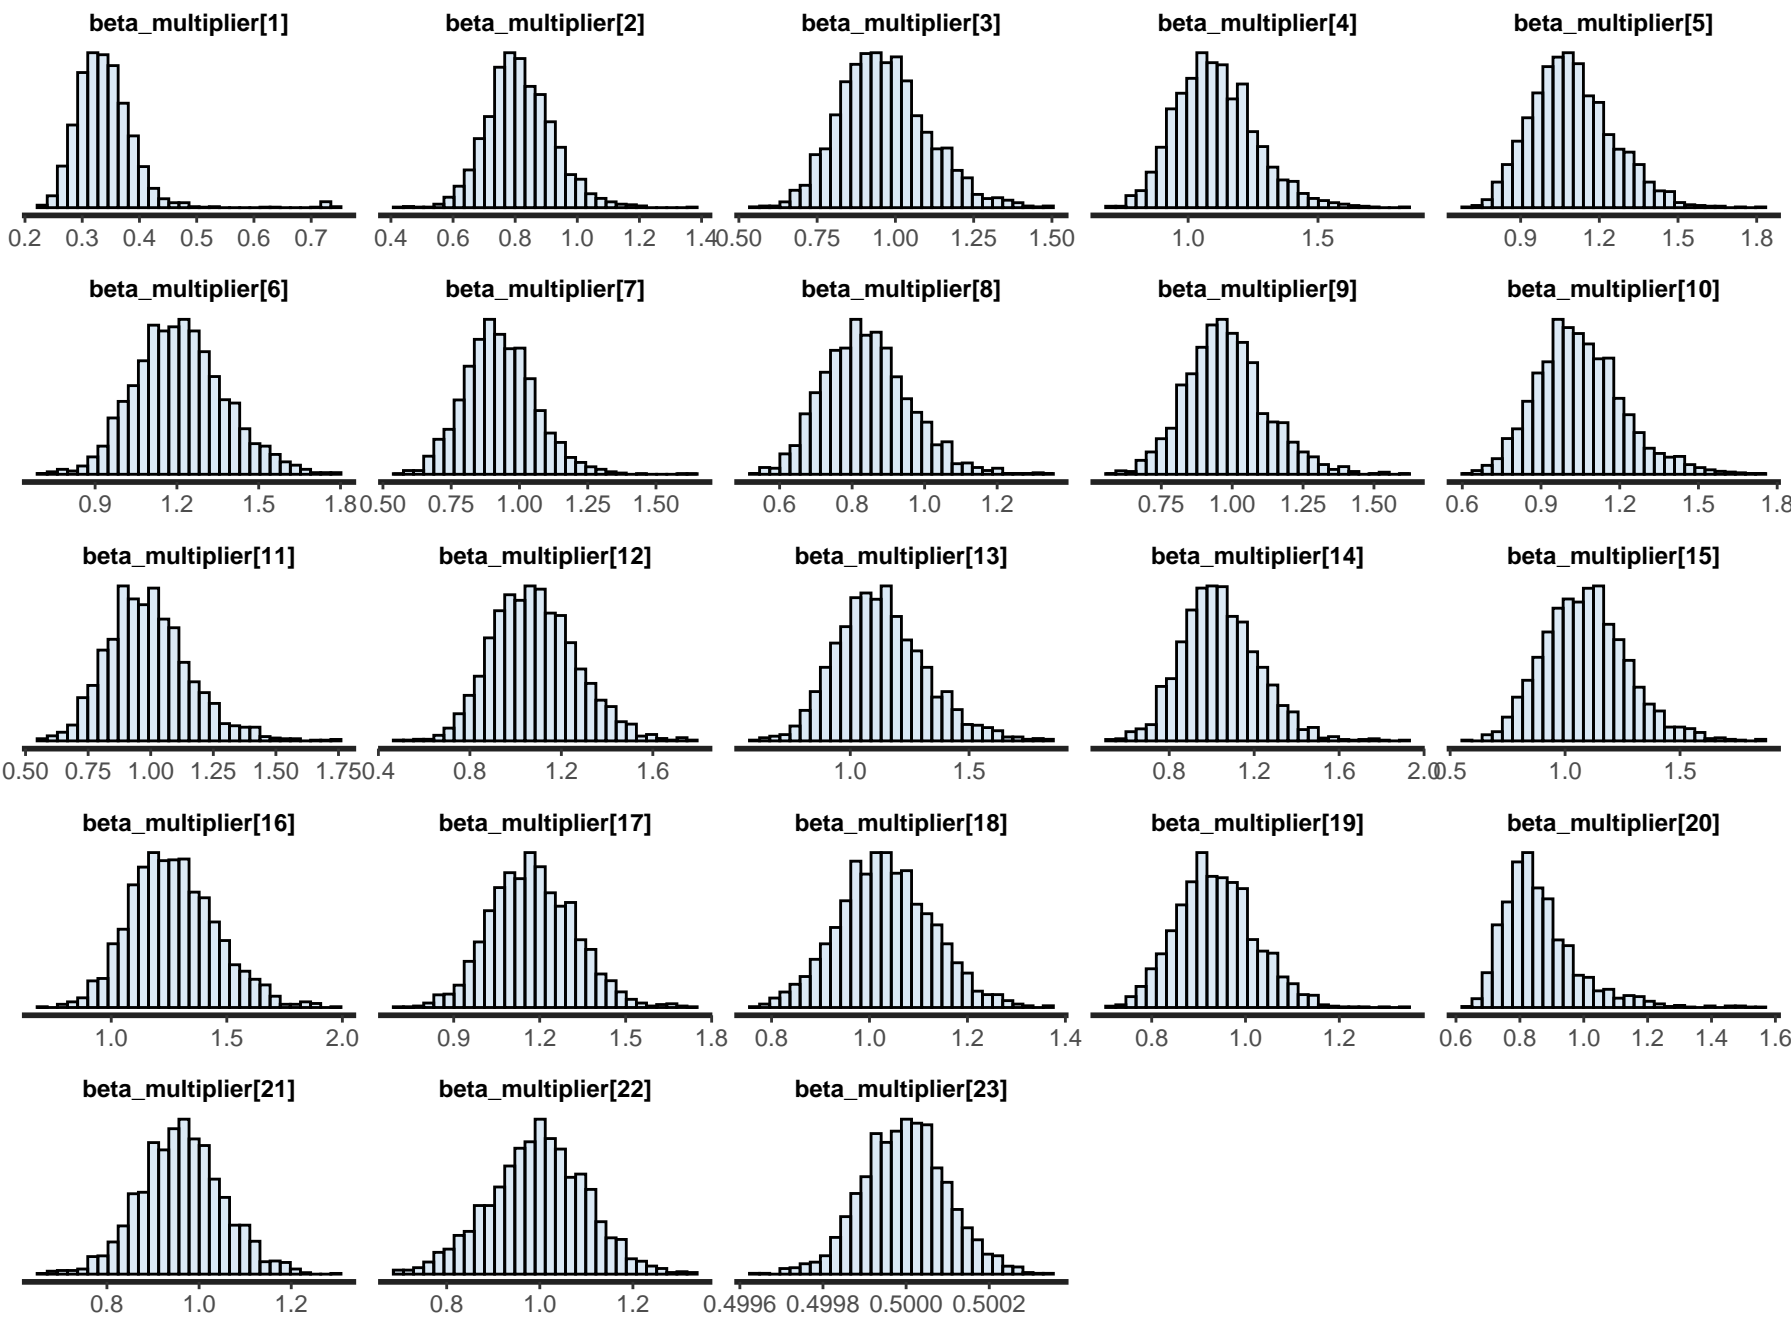 beta_multiplier[1] beta_multiplier[2] beta_multiplier[3] beta_multiplier[4] beta_multiplier[5]
0.2 0.3 0.4 0.5 0.6 0.7 0.4 0.6 0.8 1.0 1.2 1.4 0.50 0.75 1.00 1.25 1.50 1.0 1.5 0.9 1.2 1.5 1.8
beta_multiplier[6] beta_multiplier[7] beta_multiplier[8] beta_multiplier[9] beta_multiplier[10]
0.9 1.2 1.5 1.8 0.50 0.75 1.00 1.25 1.50 0.6 0.8 1.0 1.2 0.75 1.00 1.25 1.50 0.6 0.9 1.2 1.5 1.8
beta_multiplier[11] beta_multiplier[12] beta_multiplier[13] beta_multiplier[14] beta_multiplier[15]
0.50 0.75 1.00 1.25 1.50 1.75 0.4 0.8 1.2 1.6 1.0 1.5 0.8 1.2 1.6 2.0 0.5 1.0 1.5
beta_multiplier[16] beta_multiplier[17] beta_multiplier[18] beta_multiplier[19] beta_multiplier[20]
1.0 1.5 2.0 0.9 1.2 1.5 1.8 0.8 1.0 1.2 1.4 0.8 1.0 1.2 0.6 0.8 1.0 1.2 1.4 1.6
beta_multiplier[21] beta_multiplier[22] beta_multiplier[23]
0.8 1.0 1.2 0.8 1.0 1.2 0.4996 0.4998 0.5000 0.5002